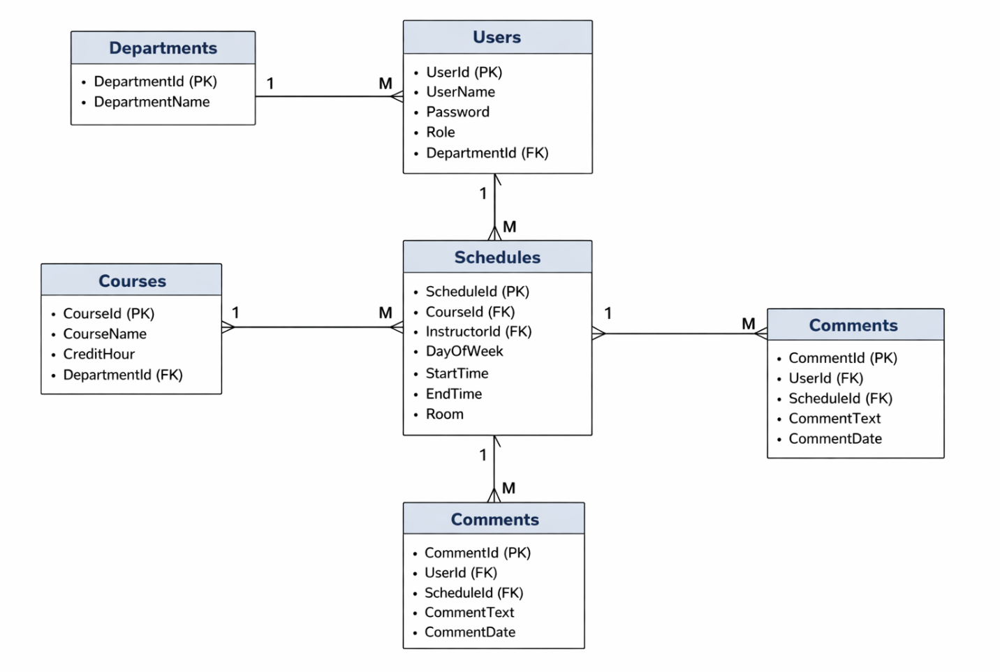 Departments
• DepartmentId (PK)
• DepartmentName
1
M
Users
• UserId (PK)
• UserName
• Password
• Role
• DepartmentId (FK)
1
M
Courses
• CourseId (PK)
• CourseName
• CreditHour
• DepartmentId (FK)
1
M
Schedules
• ScheduleId (PK)
• CourseId (FK)
• InstructorId (FK)
• DayOfWeek
• StartTime
• EndTime
• Room
1
M
Comments
• CommentId (PK)
• UserId (FK)
• ScheduleId (FK)
• CommentText
• CommentDate
1
M
Comments
• CommentId (PK)
• UserId (FK)
• ScheduleId (FK)
• CommentText
• CommentDate